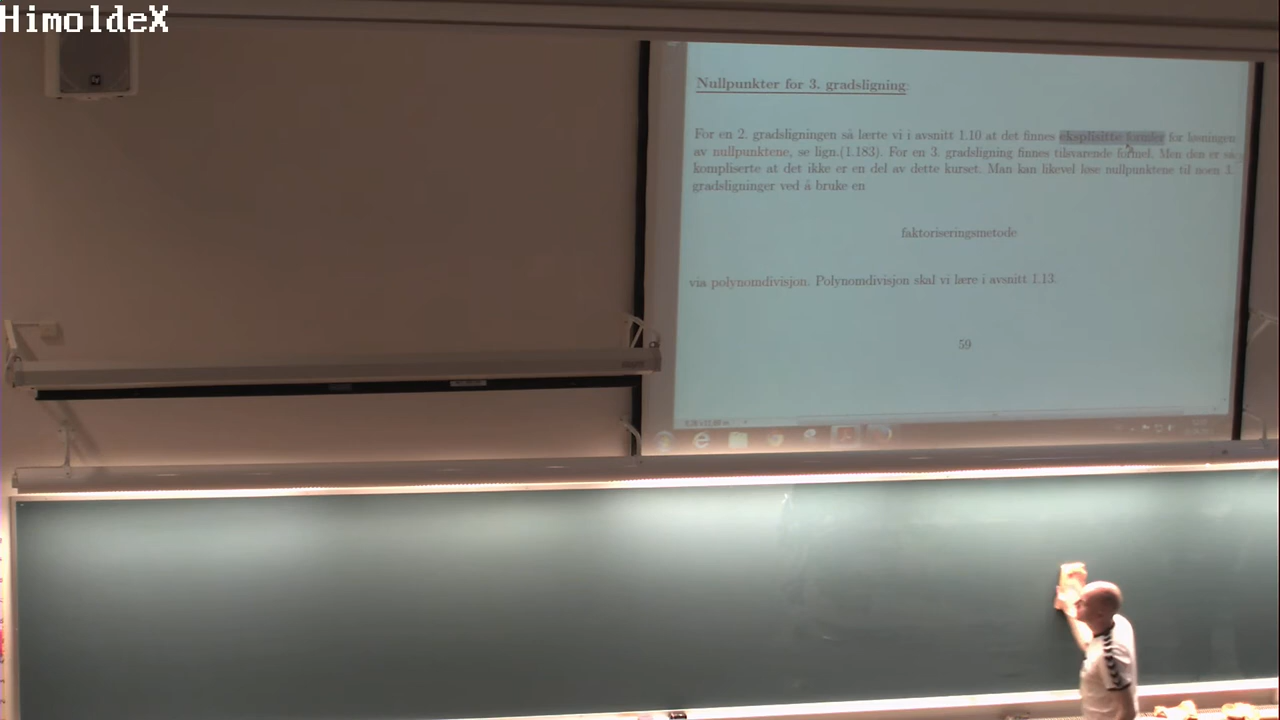 HimoldeX
Nullpunkter for 3. gradsligning:
For en 2. gradsligningen så lærte vi i avsnitt 1.10 at det finnes eksplisitte formler for løsningen
av nullpunktene, se lign.(1.183). For en 3. gradsligning finnes tilsvarende formel. Men den er så
kompliserte at det ikke er en del av dette kurset. Man kan likevel løse nullpunktene til noen 3.
gradsligninger ved å bruke en
faktoriseringsmetode
via polynomdivisjon. Polynomdivisjon skal vi lære i avsnitt 1.13.
59